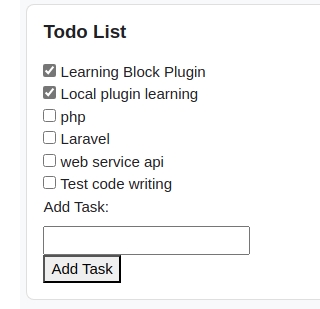 Todo List
Learning Block Plugin
Local plugin learning
php
Laravel
web service api
Test code writing
Add Task:
Add Task